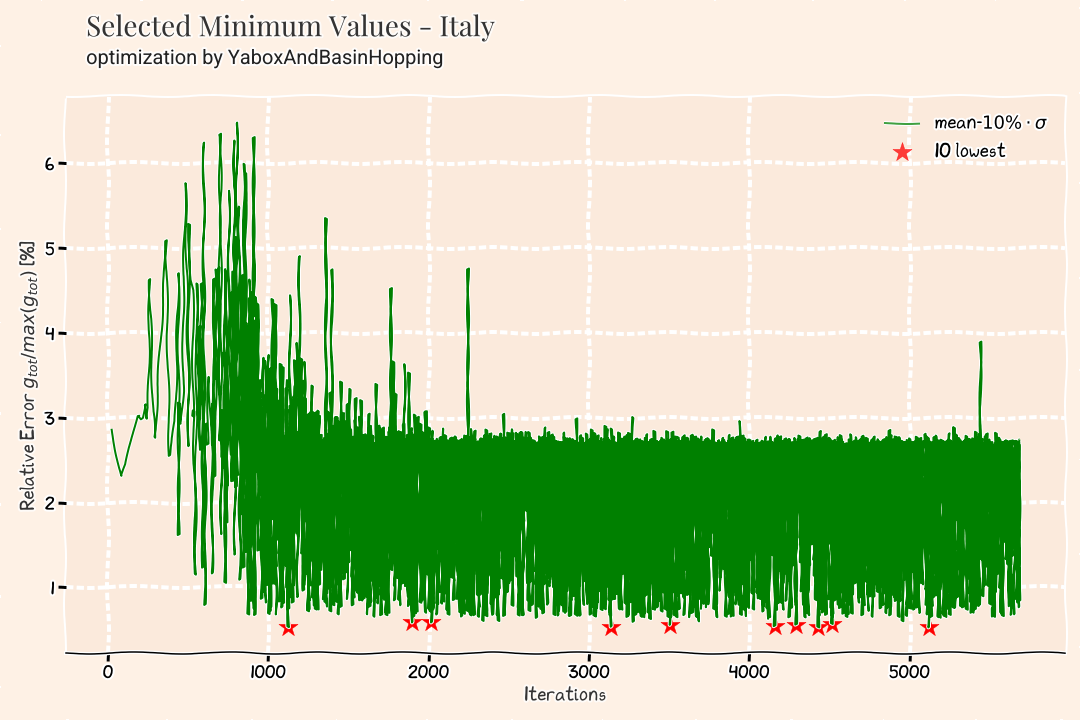 Selected Minimum Values - Italy
optimization by YaboxAndBasinHopping
mean-10% · σ
10 lowest
Relative Error g_tot/max(g_tot) [%]
6
5
4
3
2
1
0 1000 2000 3000 4000 5000
Iterations